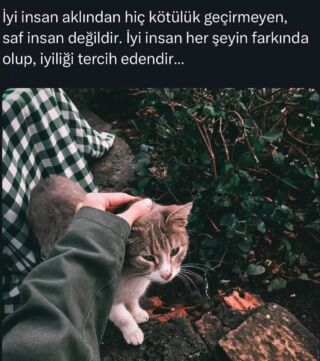 İyi insan aklından hiç kötülük geçirmeyen,
saf insan değildir. İyi insan her şeyin farkında
olup, iyiliği tercih edendir...